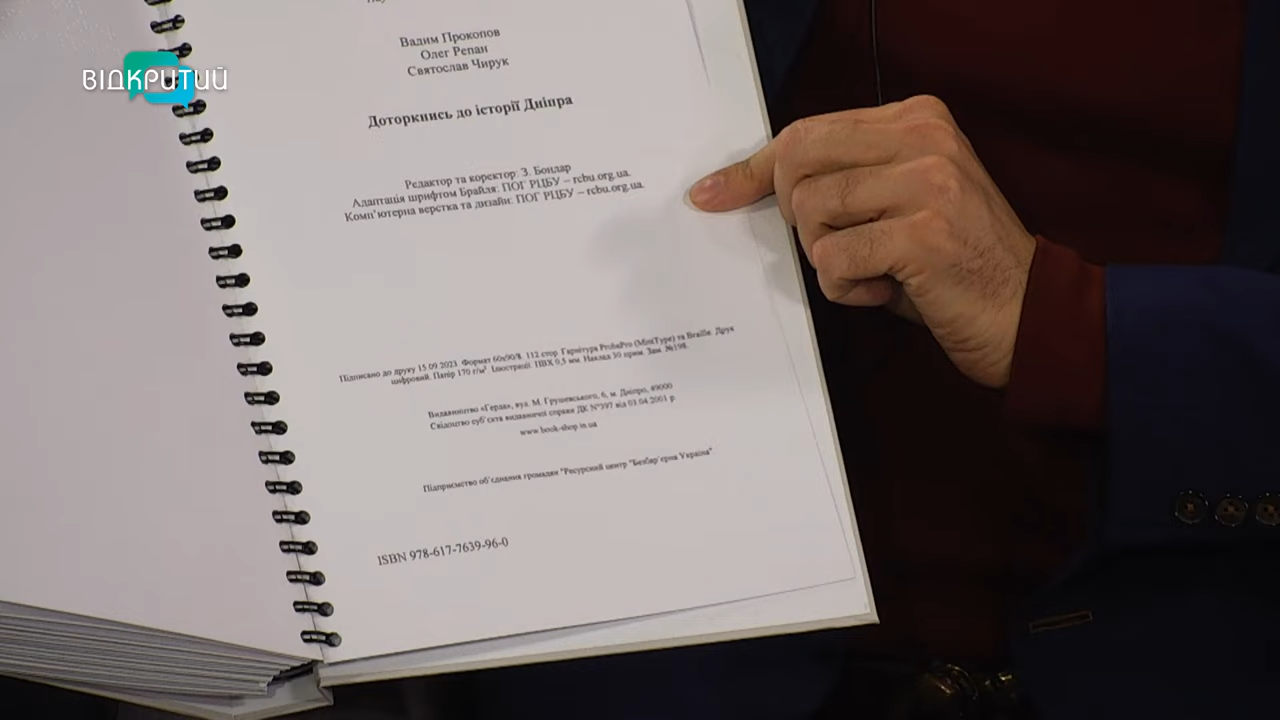 ВІДКРИТИЙ
Вадим Прокопов
Олег Репан
Святослав Чирук
Доторкнись до історії Дніпра
Редактор та коректор: З. Бондар
Адаптація шрифтом Брайля: ПОГ РЦБУ – rcbu.org.ua.
Комп’ютерна верстка та дизайн: ПОГ РЦБУ – rcbu.org.ua.
Підписано до друку 15.09.2023. Формат 60х90/8. 112 стор. Гарнітура ProbaPro (MiniType) та Brаillе. Друк
цифровий. Папір 170 г/м². Ілюстрації: ПВХ 0,5 мм. Наклад 30 прим. Зам. №198.
Видавництво «Герда», вул. М. Грушевського, 6, м. Дніпро, 49000
Свідоцтво суб’єкта видавничої справи ДК №397 від 03.04.2001 р
www.book-shop.in.ua
Підприємство об’єднання громадян "Ресурсний центр "Безбар’єрна Україна"
ISBN 978-617-7639-96-0